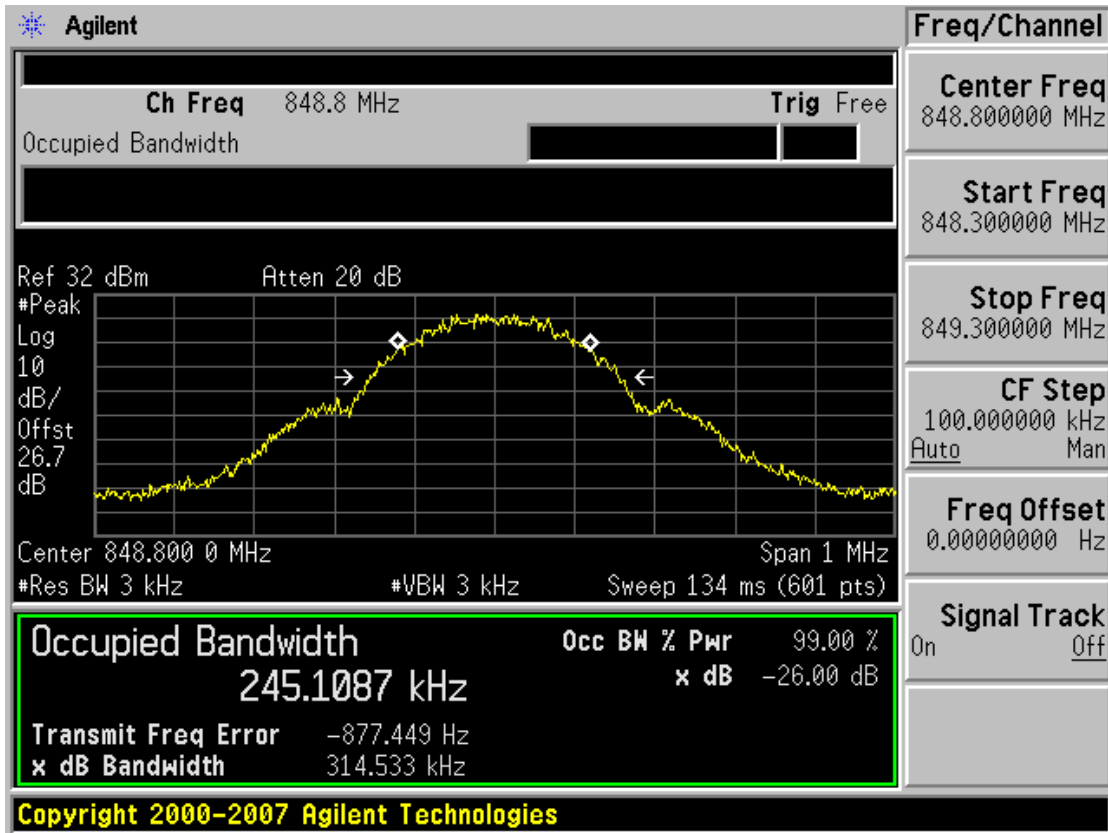 Agilent
Freq/Channel
Ch Freq 848.8 MHz Trig Free
Occupied Bandwidth
Center Freq
848.800000 MHz
Start Freq
848.300000 MHz
Stop Freq
849.300000 MHz
CF Step
100.000000 kHz
Auto Man
Freq Offset
0.00000000 Hz
Signal Track
On Off
Ref 32 dBm Atten 20 dB
#Peak
Log
10
dB/
Offst
26.7
dB
Center 848.800 0 MHz Span 1 MHz
#Res BW 3 kHz #VBW 3 kHz Sweep 134 ms (601 pts)
Occupied Bandwidth
245.1087 kHz
Occ BW % Pwr 99.00 %
x dB -26.00 dB
Transmit Freq Error -877.449 Hz
x dB Bandwidth 314.533 kHz
Copyright 2000-2007 Agilent Technologies